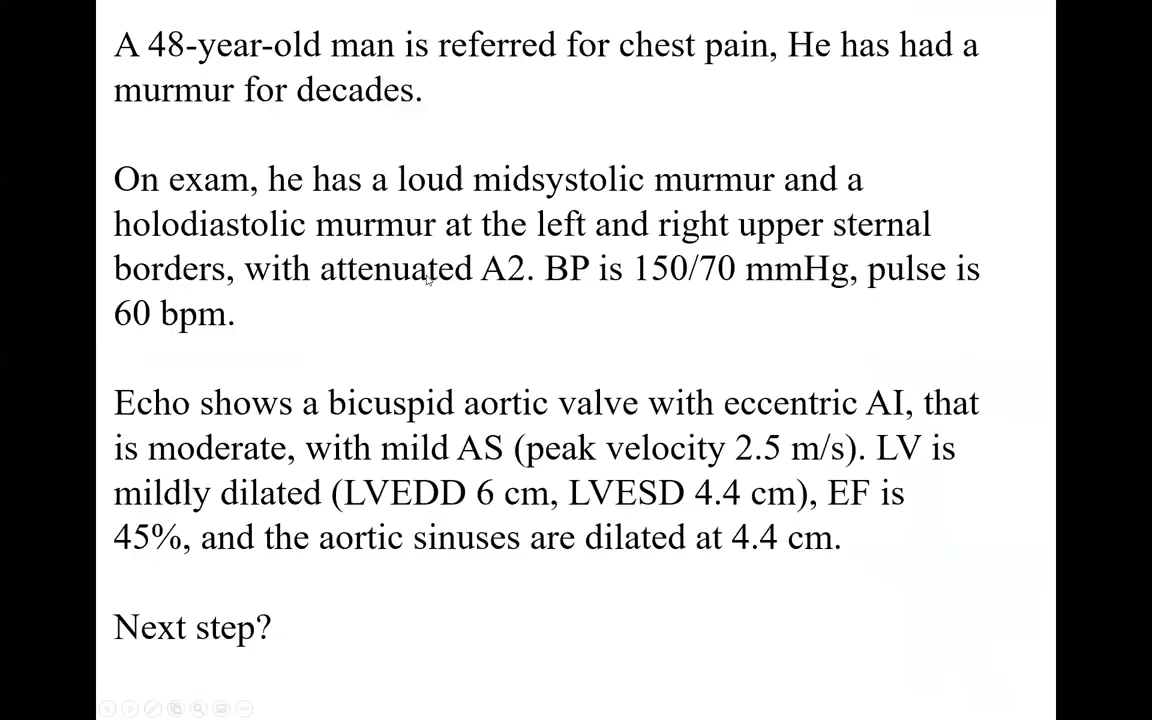 A 48-year-old man is referred for chest pain, He has had a
murmur for decades.
On exam, he has a loud midsystolic murmur and a
holodiastolic murmur at the left and right upper sternal
borders, with attenuated A2. BP is 150/70 mmHg, pulse is
60 bpm.
Echo shows a bicuspid aortic valve with eccentric AI, that
is moderate, with mild AS (peak velocity 2.5 m/s). LV is
mildly dilated (LVEDD 6 cm, LVESD 4.4 cm), EF is
45%, and the aortic sinuses are dilated at 4.4 cm.
Next step?